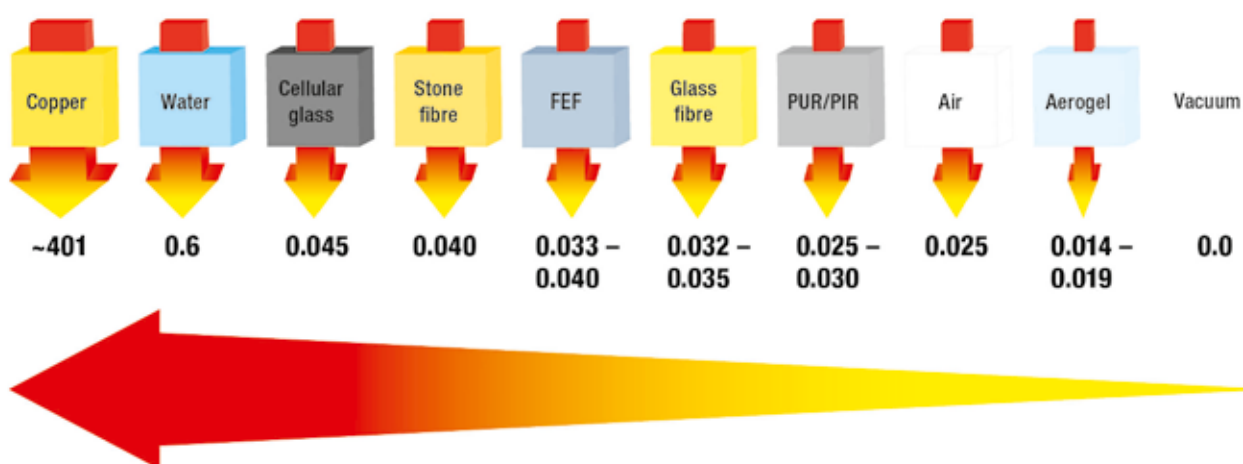 Copper
Water
Cellular
glass
Stone
fibre
FEF
Glass
fibre
PUR/PIR
Air
Aerogel
Vacuum
~401
0.6
0.045
0.040
0.033 –
0.040
0.032 –
0.035
0.025 –
0.030
0.025
0.014 –
0.019
0.0